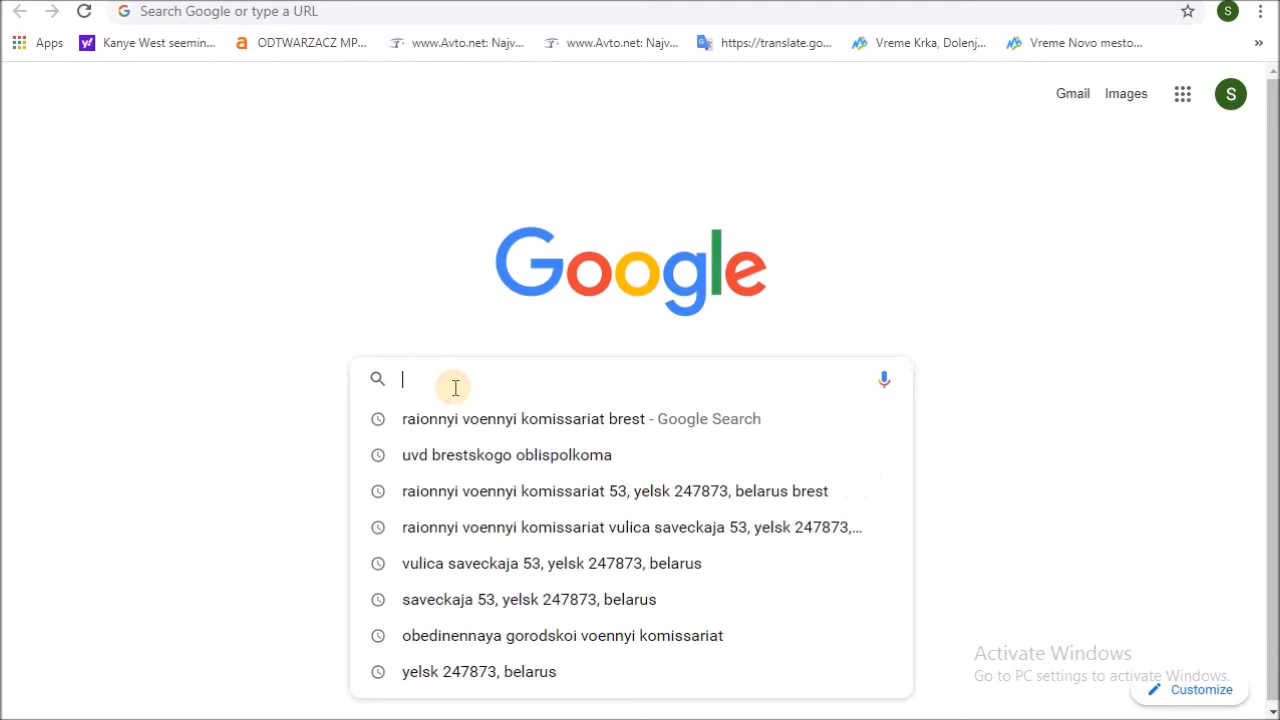 Search Google or type a URL
S
Apps
Kanye West seemin...
ODTWARZACZ MP...
www.Avto.net: Najv...
www.Avto.net: Najv...
https://translate.go...
Vreme Krka, Dolenj...
Vreme Novo mesto...
»
Gmail
Images
S
Google
raionnyi voennyi komissariat brest - Google Search
uvd brestskogo oblispolkoma
raionnyi voennyi komissariat 53, yelsk 247873, belarus brest
raionnyi voennyi komissariat vulica saveckaja 53, yelsk 247873,...
vulica saveckaja 53, yelsk 247873, belarus
saveckaja 53, yelsk 247873, belarus
obedinennaya gorodskoi voennyi komissariat
yelsk 247873, belarus
Activate Windows
Go to PC settings to activate Windows.
Customize